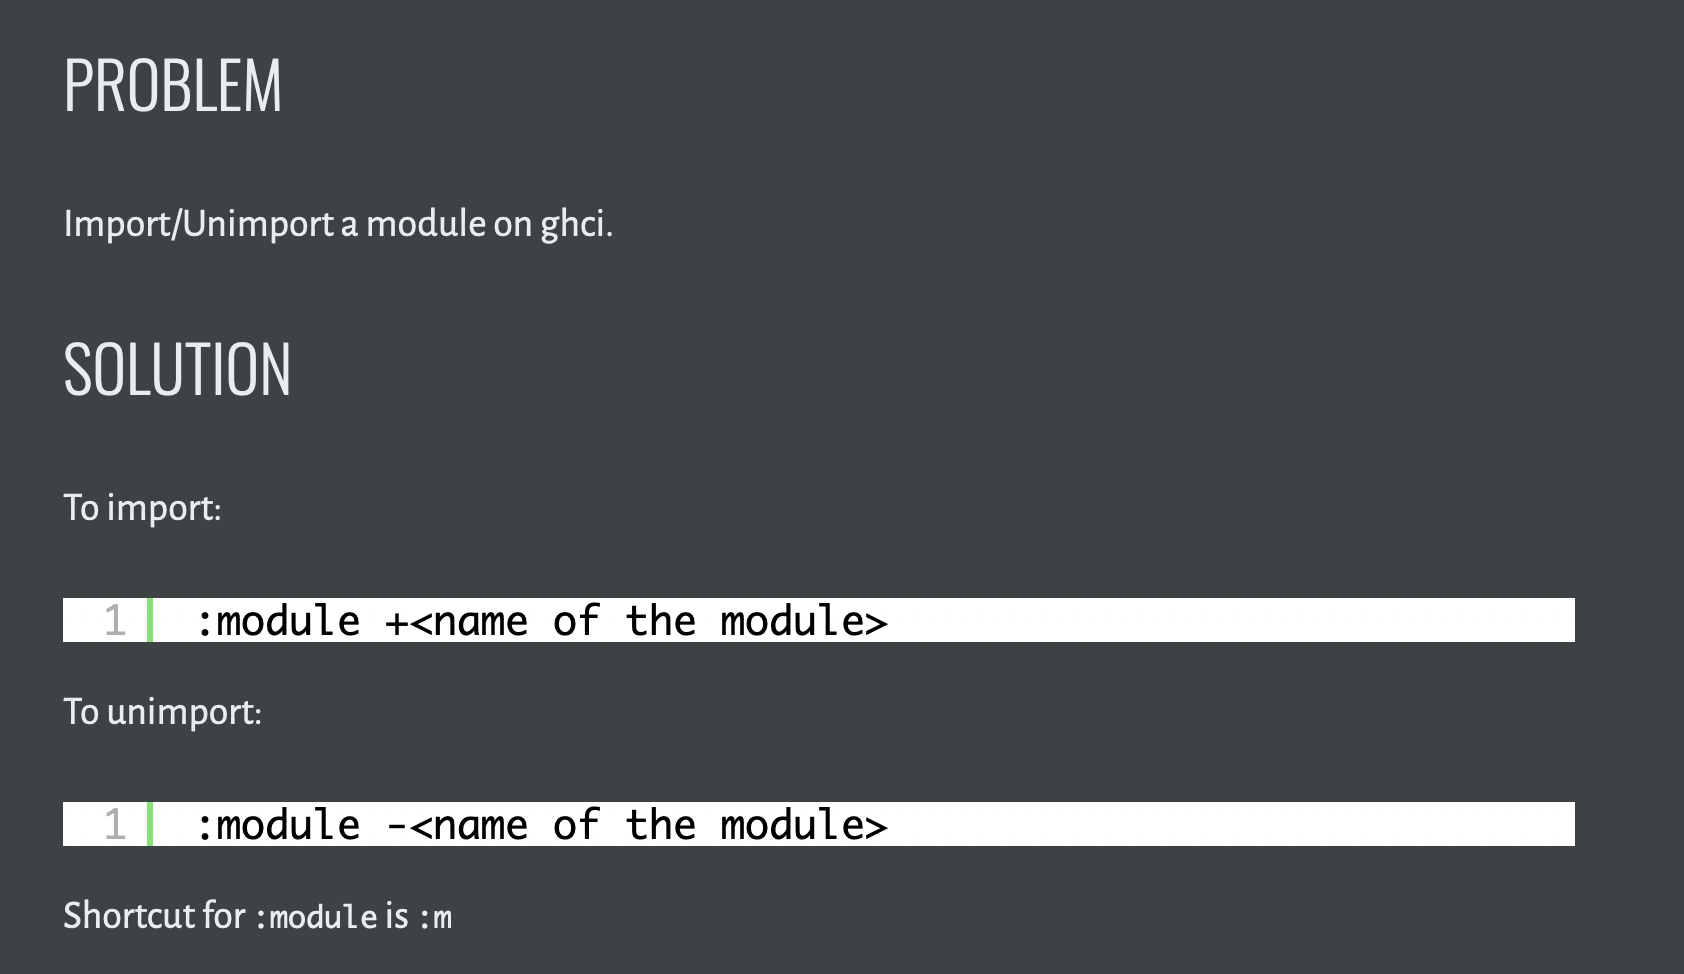 PROBLEM
Import/Unimport a module on ghci.
SOLUTION
To import:
1 :module +<name of the module>
To unimport:
1 :module -<name of the module>
Shortcut for :module is :m